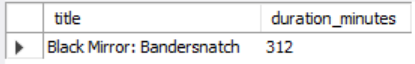 title duration_minutes
Black Mirror: Bandersnatch 312